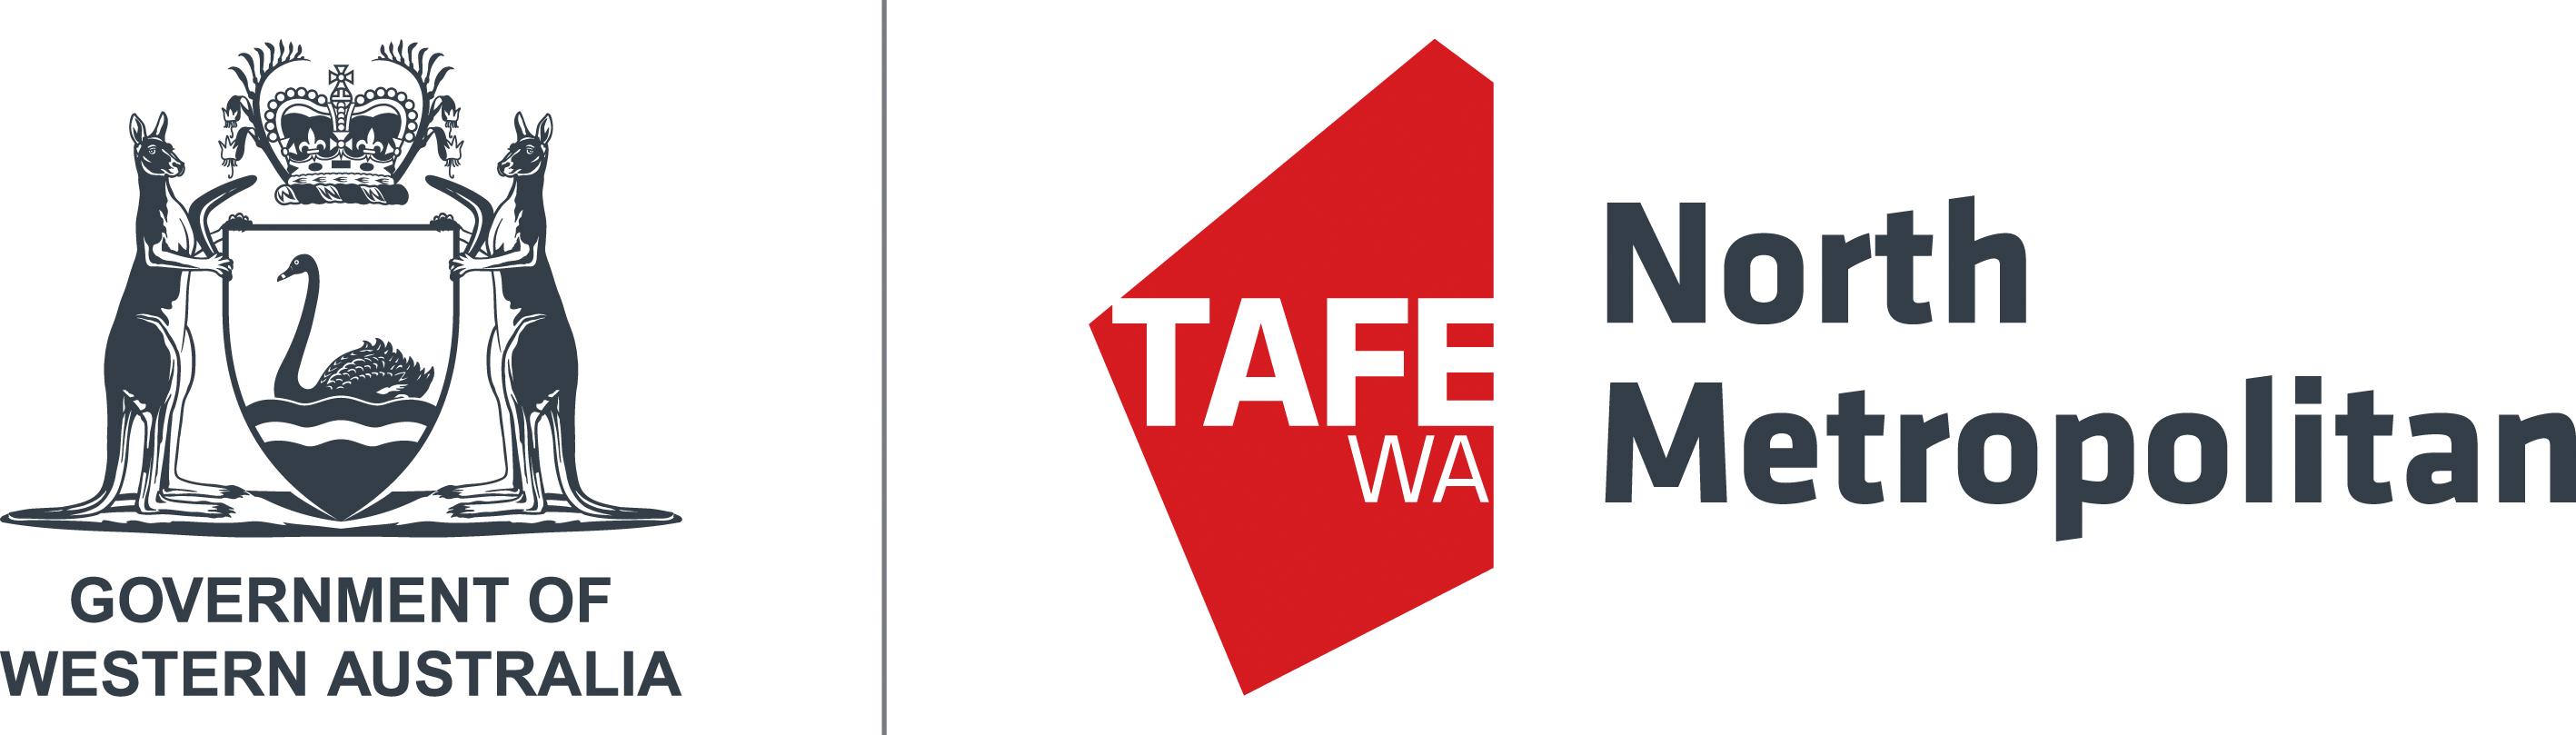 GOVERNMENT OF
WESTERN AUSTRALIA
TAFE
WA
North
Metropolitan